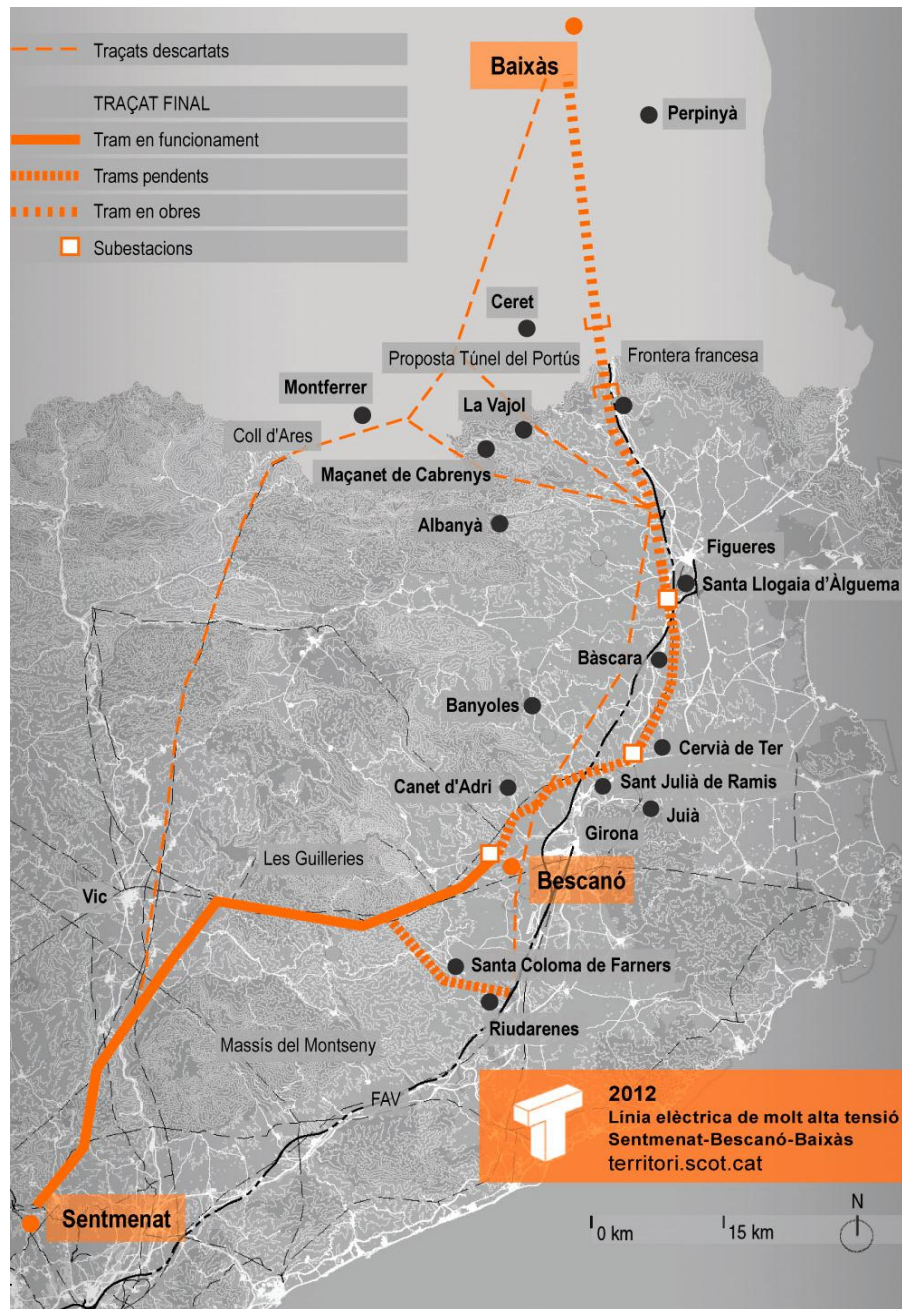 Traçats descartats
TRAÇAT FINAL
Tram en funcionament
Trams pendents
Tram en obres
Subestacions
Baixàs
Perpinyà
Ceret
Proposta Túnel del Portús
Frontera francesa
Montferrer
La Vajol
Coll d'Ares
Maçanet de Cabrenys
Albanyà
Figueres
Santa Llogaia d'Àlguema
Bàscara
Banyoles
Cervià de Ter
Canet d'Adri
Sant Julià de Ramis
Juià
Girona
Les Guilleries
Bescanó
Vic
Santa Coloma de Farners
Riudarenes
Massís del Montseny
FAV
2012
Línia elèctrica de molt alta tensió
Sentmenat-Bescanó-Baixàs
territori.scot.cat
Sentmenat
N
0 km
15 km